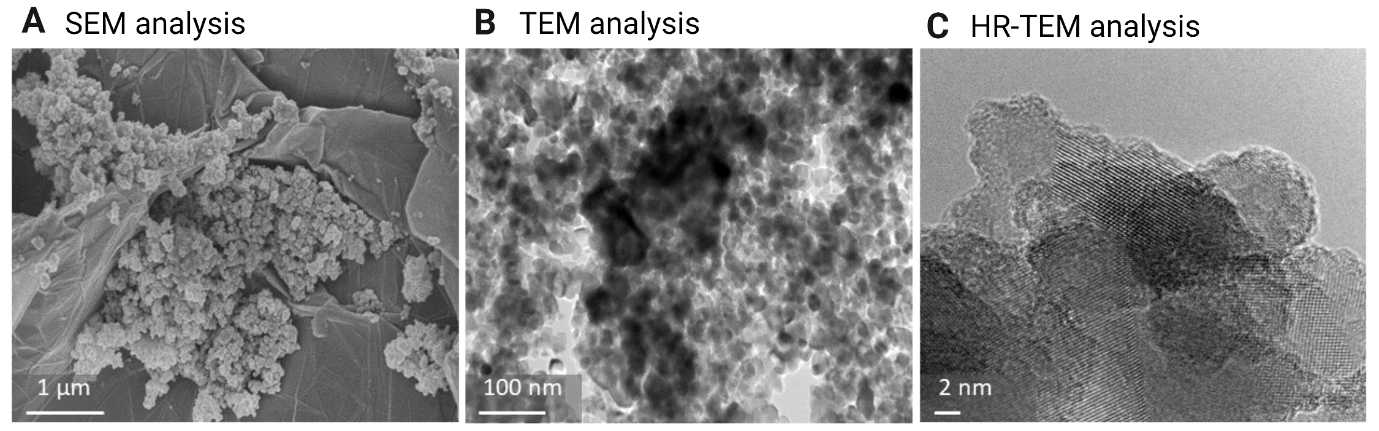 A SEM analysis
B TEM analysis
C HR-TEM analysis
1 µm
100 nm
2 nm